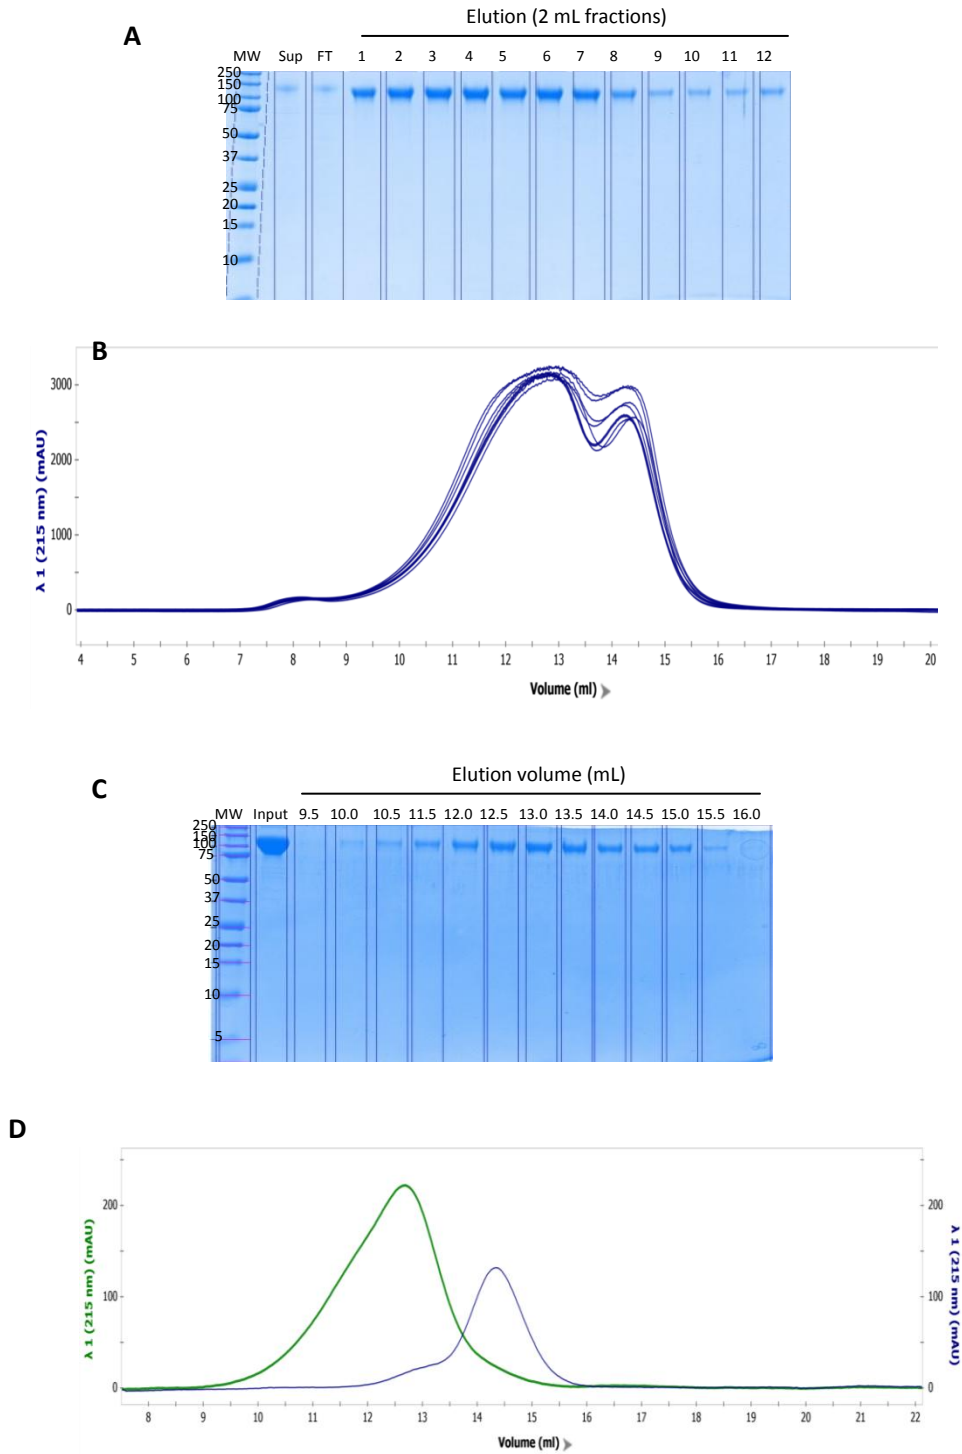 A
Elution (2 mL fractions)
MW Sup FT 1 2 3 4 5 6 7 8 9 10 11 12
250
150
100
75
50
37
25
20
15
10
B
λ 1 (215 nm) (mAU)
3000
2000
1000
0
4 5 6 7 8 9 10 11 12 13 14 15 16 17 18 19 20
Volume (ml)
C
Elution volume (mL)
MW Input 9.5 10.0 10.5 11.5 12.0 12.5 13.0 13.5 14.0 14.5 15.0 15.5 16.0
250
150
100
75
50
37
25
20
15
10
5
D
λ 1 (215 nm) (mAU)
200
100
0
200
100
0
λ 1 (215 nm) (mAU)
8 9 10 11 12 13 14 15 16 17 18 19 20 21 22
Volume (ml)